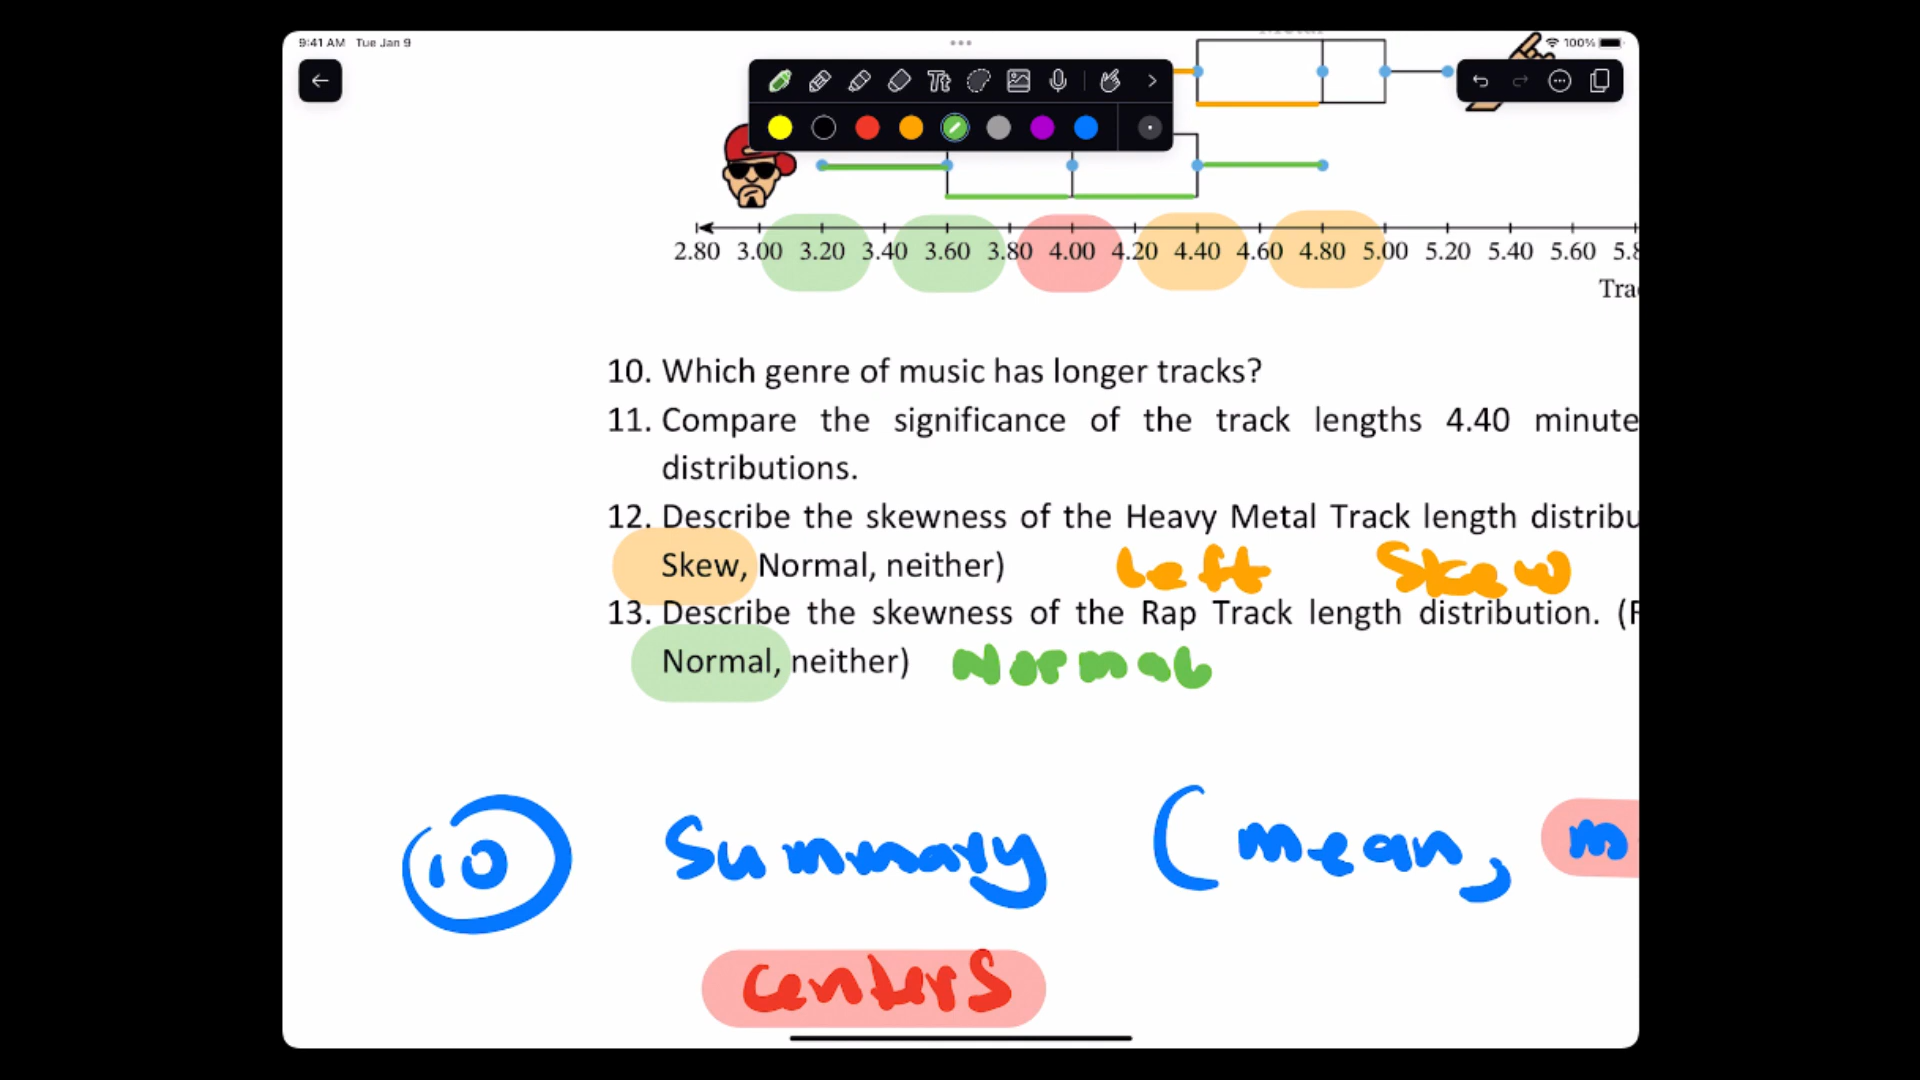 9:41 AM Tue Jan 9
100%
Tt
2.80 3.00 3.20 3.40 3.60 3.80 4.00 4.20 4.40 4.60 4.80 5.00 5.20 5.40 5.60 5.8
Tra
10. Which genre of music has longer tracks?
11. Compare the significance of the track lengths 4.40 minute
distributions.
12. Describe the skewness of the Heavy Metal Track length distribu
Skew, Normal, neither) Left Skew
13. Describe the skewness of the Rap Track length distribution. (
Normal, neither) Normal
10 Summary (mean, m
centers